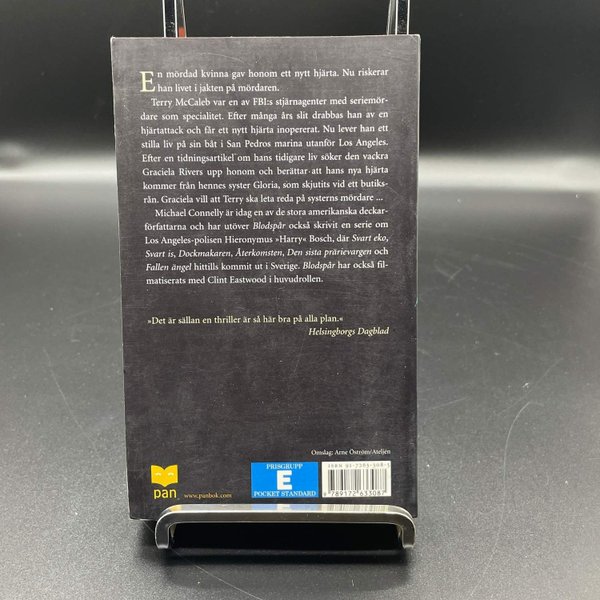 En mördad kvinna gav honom ett nytt hjärta. Nu riskerar
han livet i jakten på mördaren.
Terry McCaleb var en av FBI:s stjärnagenter med seriemör-
dare som specialitet. Efter många års slit drabbas han av en
hjärtattack och får ett nytt hjärta inopererat. Nu lever han ett
stilla liv på sin båt i San Pedros marina utanför Los Angeles.
Efter en tidningsartikel om hans tidigare liv söker den vackra
Graciela Rivers upp honom och berättar att hans nya hjärta
kommer från hennes syster Gloria, som skjutits vid ett butiks-
rån. Graciela vill att Terry ska leta reda på systerns mördare ...
Michael Connelly är idag en av de stora amerikanska deckar-
författarna och har utöver Blodspår också skrivit en serie om
Los Angeles-polisen Hieronymus »Harry« Bosch, där Svart eko,
Svart is, Dockmakaren, Återkomsten, Den sista prärievargen och
Fallen ängel hittills kommit ut i Sverige. Blodspår har också fil-
matiserats med Clint Eastwood i huvudrollen.
»Det är sällan en thriller är så här bra på alla plan.«
Helsingborgs Dagblad
Omslag: Arne Öström/Ateljén
pan
www.panbok.com
PRISGRUPP
E
POCKET STANDARD
ISBN 91-7263-308-5
9 789172 633087